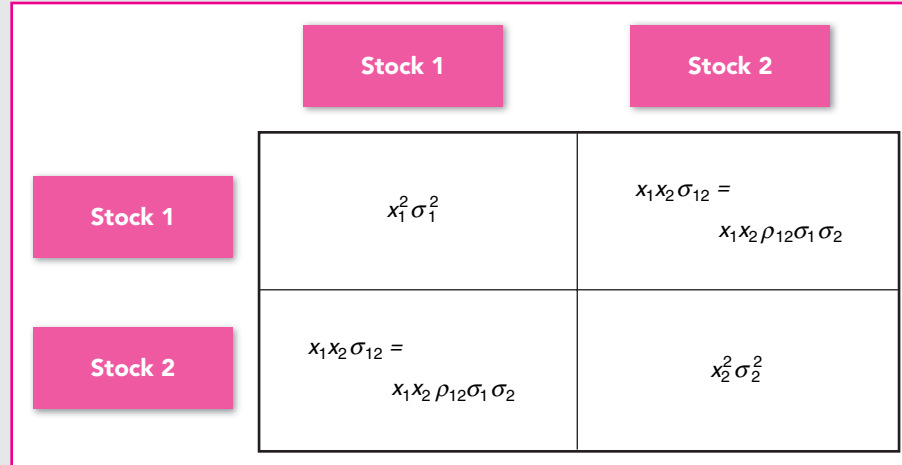 Stock 1 Stock 2
Stock 1
x₁²σ₁²
x₁x₂σ₁₂ =
x₁x₂ρ₁₂σ₁σ₂
Stock 2
x₁x₂σ₁₂ =
x₁x₂ρ₁₂σ₁σ₂
x₂²σ₂²